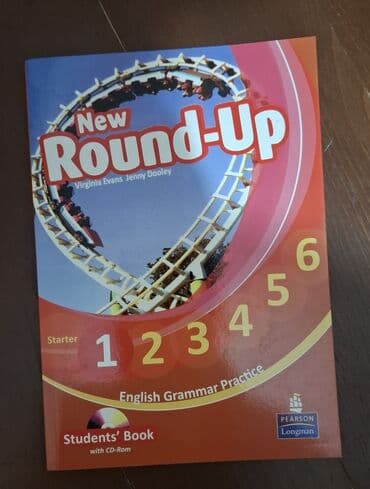 New
Round-Up
Virginia Evans Jenny Dooley
Starter 1 2 3 4 5 6
English Grammar Practice
Students' Book
with CD-Rom
PEARSON
Longman